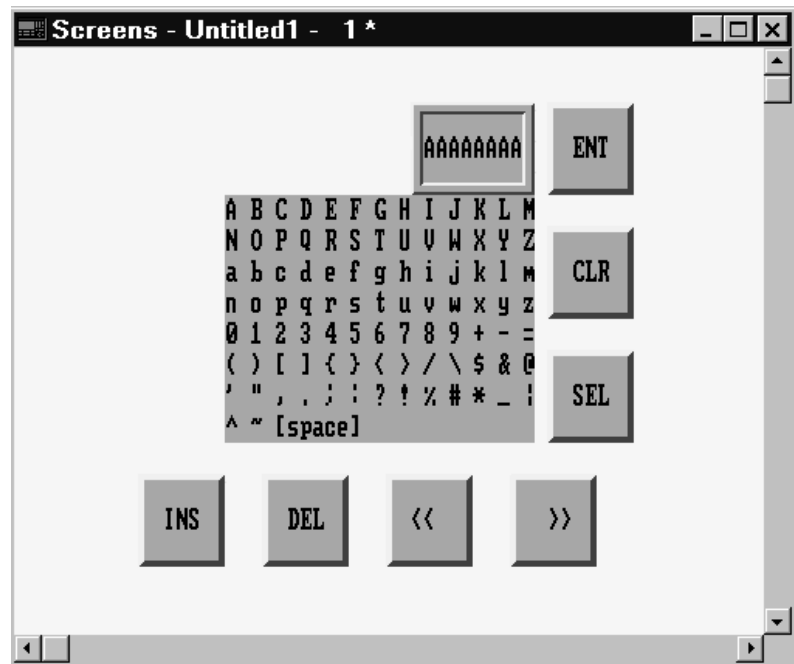 Screens - Untitled1 - 1 *
AAAAAAAA ENT
A B C D E F G H I J K L M
N O P Q R S T U V W X Y Z
a b c d e f g h i j k l m CLR
n o p q r s t u v w x y z
0 1 2 3 4 5 6 7 8 9 + - =
( ) [ ] { } < > / \ $ & @
' " , . ; : ? ! % # * _ ¦ SEL
^ ~ [space]
INS DEL << >>